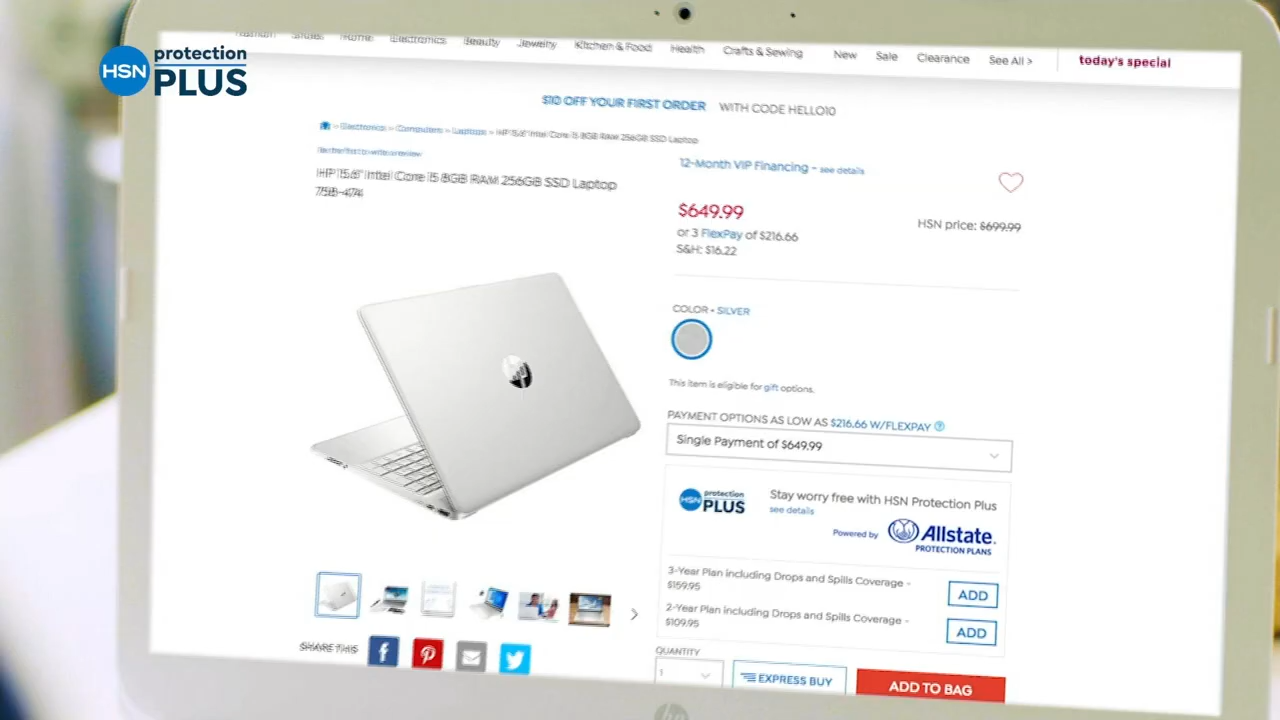 HSN protection PLUS
Fashion Shoes Home Electronics Beauty Jewelry Kitchen & Food Health Crafts & Sewing New Sale Clearance See All > today's special
$10 OFF YOUR FIRST ORDER WITH CODE HELLO10
> Electronics > Computers > Laptops > HP 15.6" Intel Core i5 8GB RAM 256GB SSD Laptop
Be the first to write a review
12-Month VIP Financing - see details
HP 15.6" Intel Core i5 8GB RAM 256GB SSD Laptop
758-474
$649.99
HSN price: $699.99
or 3 FlexPay of $216.66
S&H: $16.22
COLOR • SILVER
This item is eligible for gift options.
PAYMENT OPTIONS AS LOW AS $216.66 W/FLEXPAY ?
Single Payment of $649.99
HSN protection PLUS
Stay worry free with HSN Protection Plus
see details
Powered by Allstate.
PROTECTION PLANS
3-Year Plan including Drops and Spills Coverage -
$159.95
ADD
2-Year Plan including Drops and Spills Coverage -
$109.95
ADD
SHARE THIS
QUANTITY
1
EXPRESS BUY
ADD TO BAG
hp